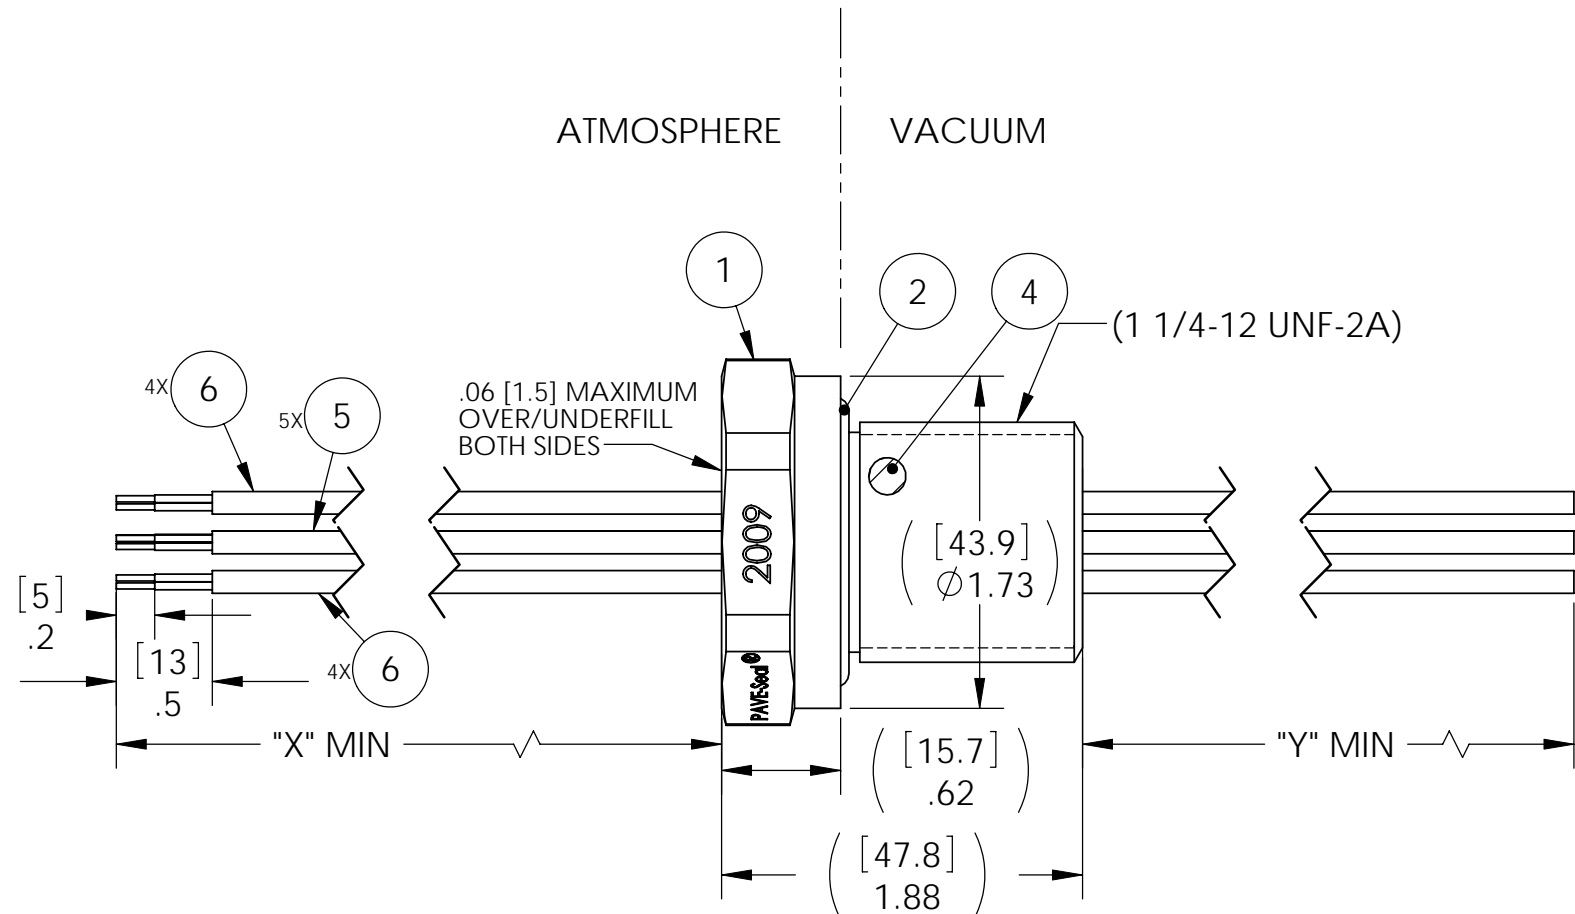 ATMOSPHERE
VACUUM
1
2
4
(1 1/4-12 UNF-2A)
4X 6
5X 5
.06 [1.5] MAXIMUM
OVER/UNDERFILL
BOTH SIDES
2009
([43.9]
Ø1.73)
[5]
.2
[13]
.5
4X 6
PAVE-Seal®
"X" MIN
"Y" MIN
([15.7]
.62)
([47.8]
1.88)